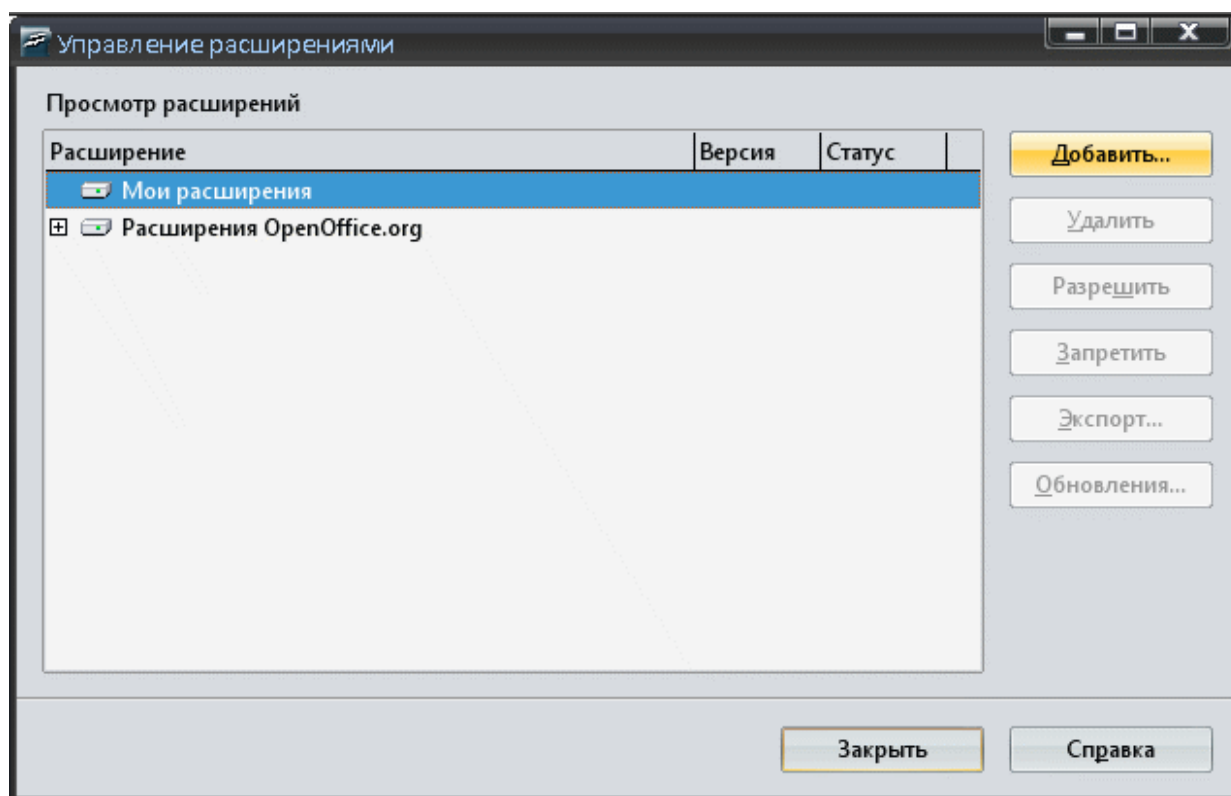 Управление расширениями
Просмотр расширений
Расширение Версия Статус
Мои расширения
Расширения OpenOffice.org
Добавить...
Удалить
Разрешить
Запретить
Экспорт...
Обновления...
Закрыть
Справка